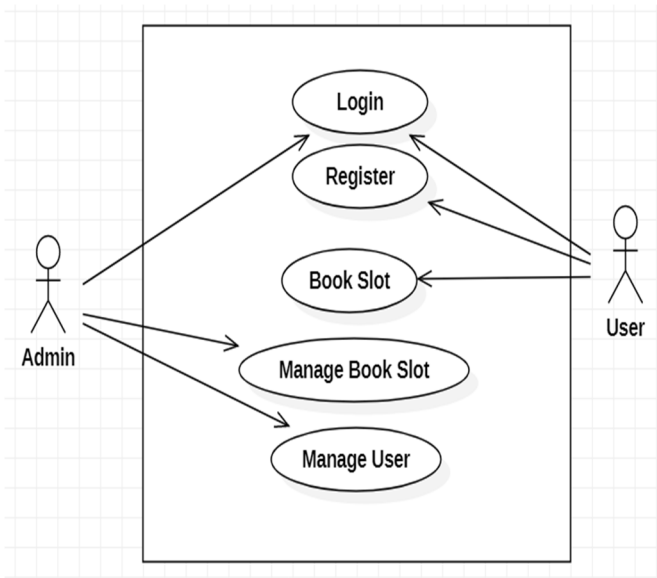 Login
Register
Book Slot
Manage Book Slot
Manage User
Admin
User